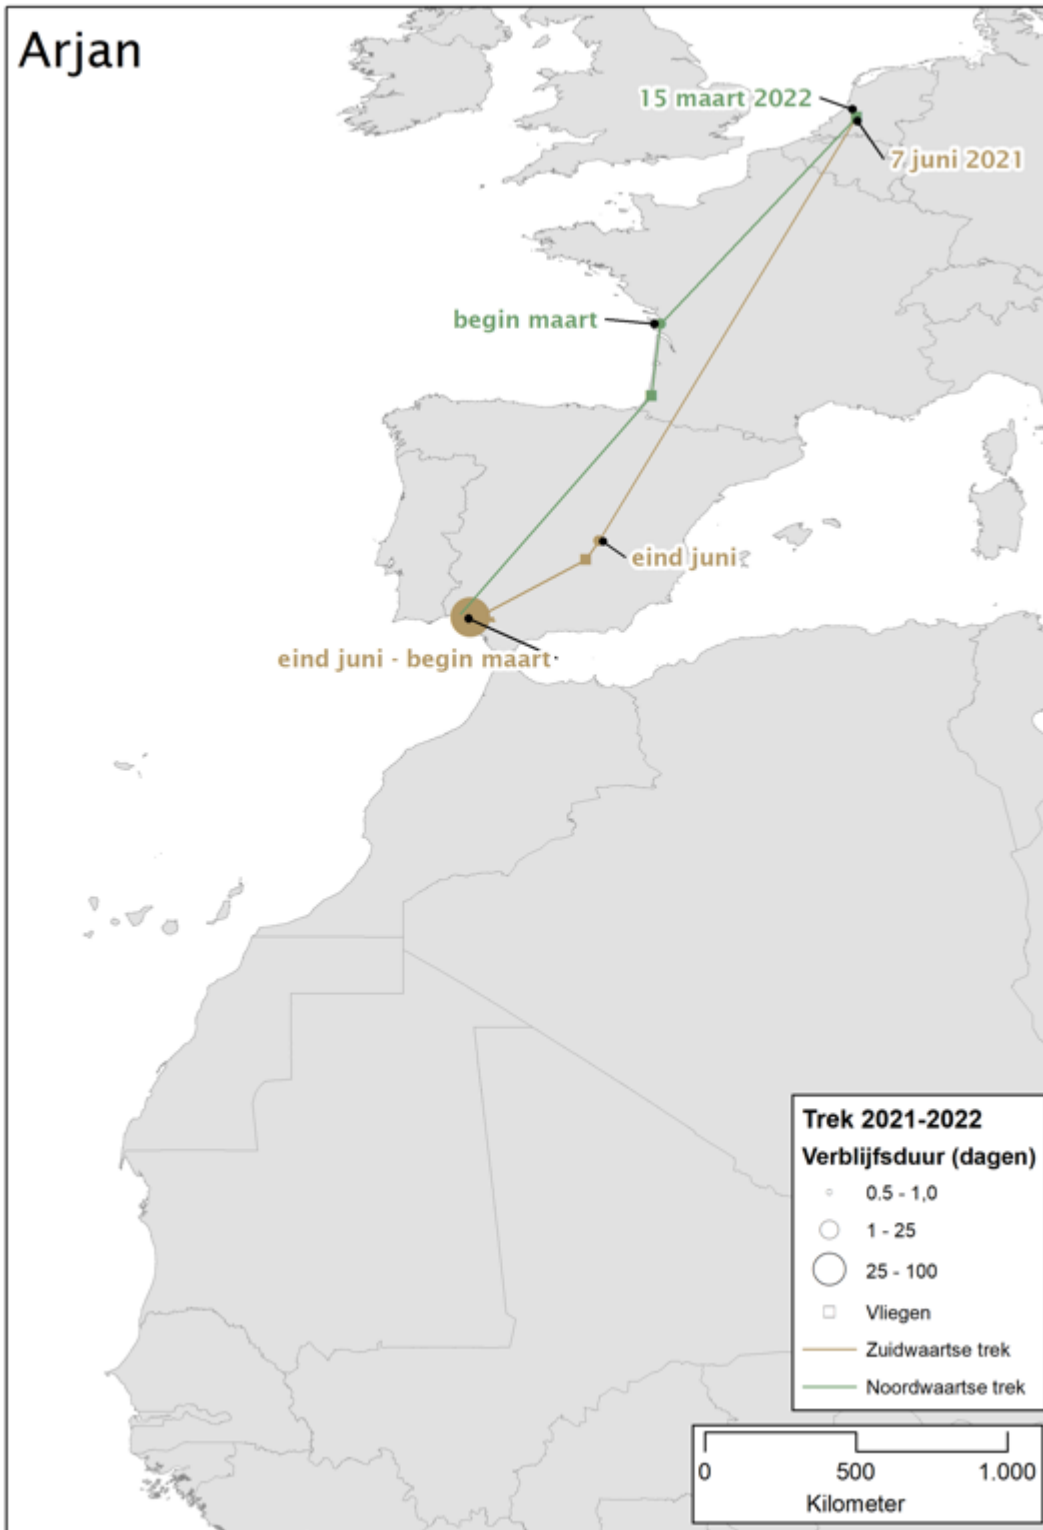 Arjan
15 maart 2022
7 juni 2021
begin maart
eind juni
eind juni - begin maart
Trek 2021-2022
Verblijfsduur (dagen)
0.5 - 1,0
1 - 25
25 - 100
Vliegen
Zuidwaartse trek
Noordwaartse trek
0 500 1.000
Kilometer